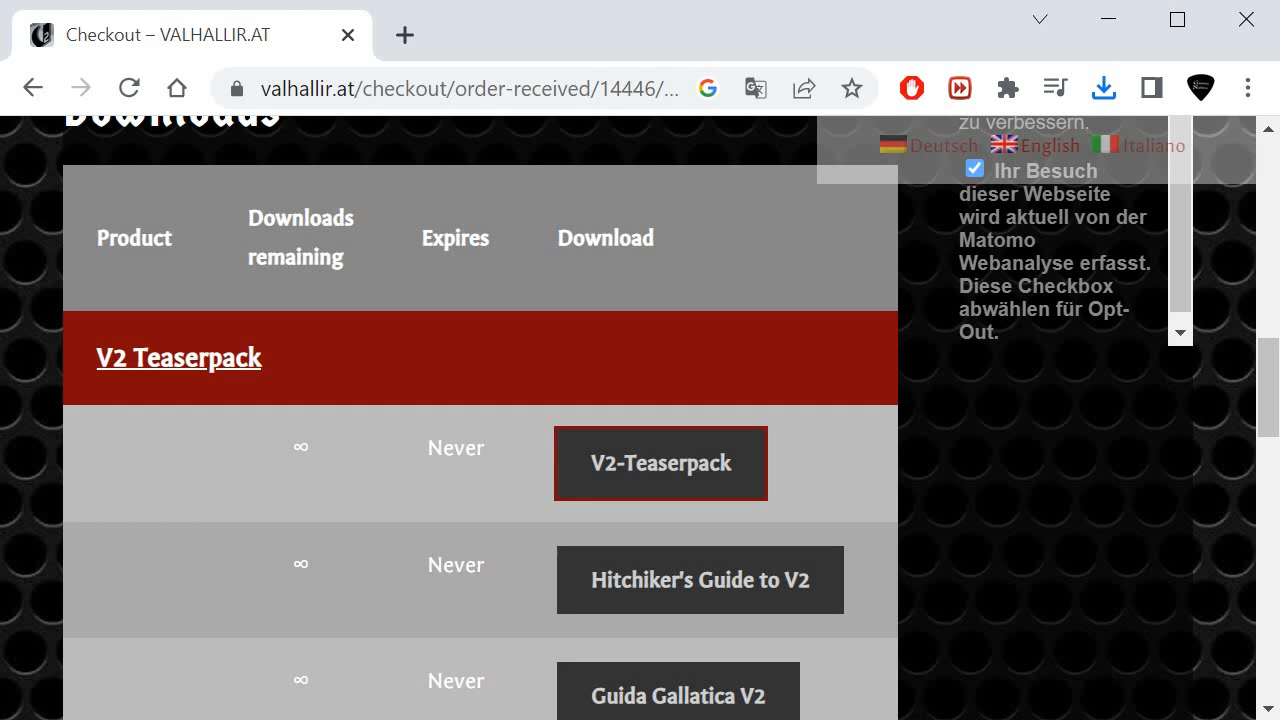 Checkout – VALHALLIR.AT
valhallir.at/checkout/order-received/14446/...
Downloads
zu verbessern.
Deutsch English Italiano
Ihr Besuch
dieser Webseite
wird aktuell von der
Matomo
Webanalyse erfasst.
Diese Checkbox
abwählen für Opt-
Out.
Product Downloads remaining Expires Download
V2 Teaserpack
∞ Never V2-Teaserpack
∞ Never Hitchiker's Guide to V2
∞ Never Guida Gallatica V2